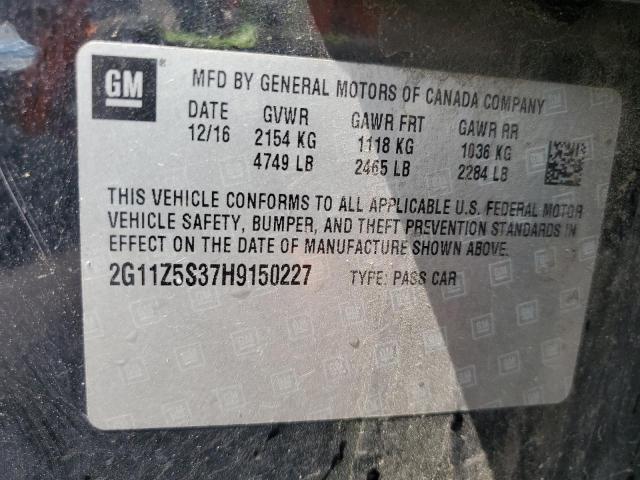 GM ®
MFD BY GENERAL MOTORS OF CANADA COMPANY
DATE GVWR GAWR FRT GAWR RR
12/16 2154 KG 1118 KG 1036 KG
4749 LB 2465 LB 2284 LB
THIS VEHICLE CONFORMS TO ALL APPLICABLE U.S. FEDERAL MOTOR
VEHICLE SAFETY, BUMPER, AND THEFT PREVENTION STANDARDS IN
EFFECT ON THE DATE OF MANUFACTURE SHOWN ABOVE.
2G11Z5S37H9150227 TYPE: PASS CAR